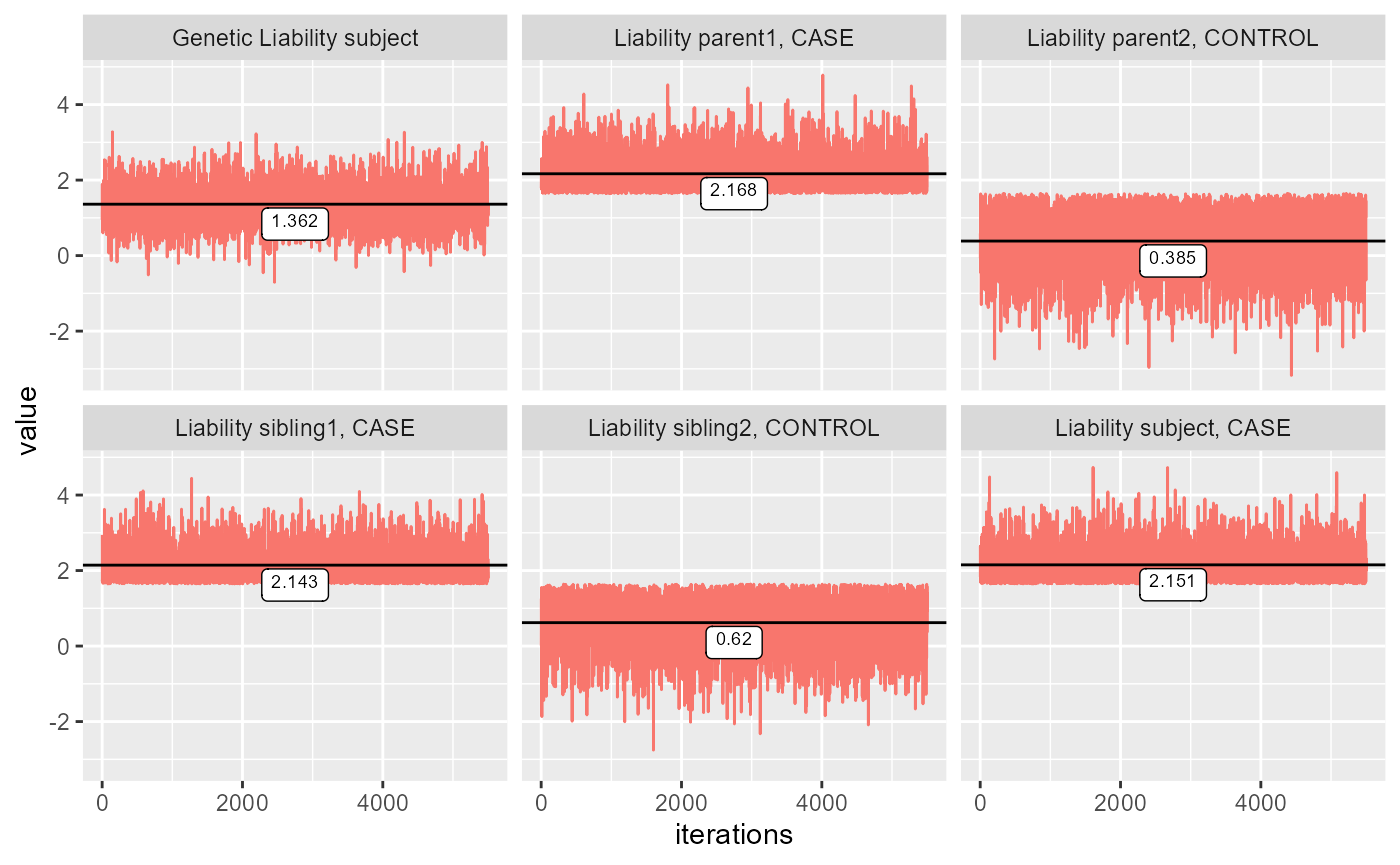 Genetic Liability subject
Liability parent1, CASE
Liability parent2, CONTROL
4
2
0
-2
1.362
2.168
0.385
value
Liability sibling1, CASE
Liability sibling2, CONTROL
Liability subject, CASE
4
2
0
-2
2.143
0.62
2.151
0 2000 4000
0 2000 4000
0 2000 4000
iterations